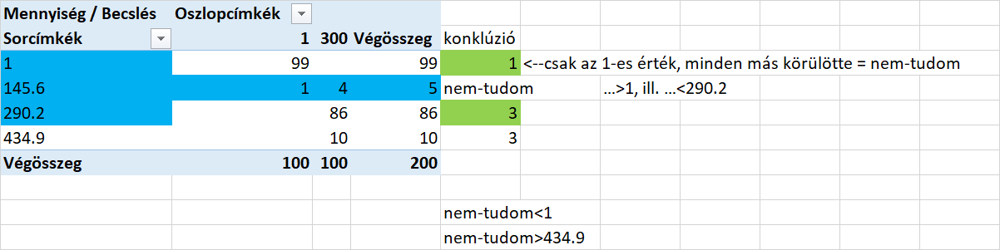 Mennyiség / Becslés Oszlopcímkék
Sorcímkék 1 300 Végösszeg konklúzió
1 99 99 1 <--csak az 1-es érték, minden más körülötte = nem-tudom
145.6 1 4 5 nem-tudom ...>1, ill. ...<290.2
290.2 86 86 3
434.9 10 10 3
Végösszeg 100 100 200
nem-tudom<1
nem-tudom>434.9